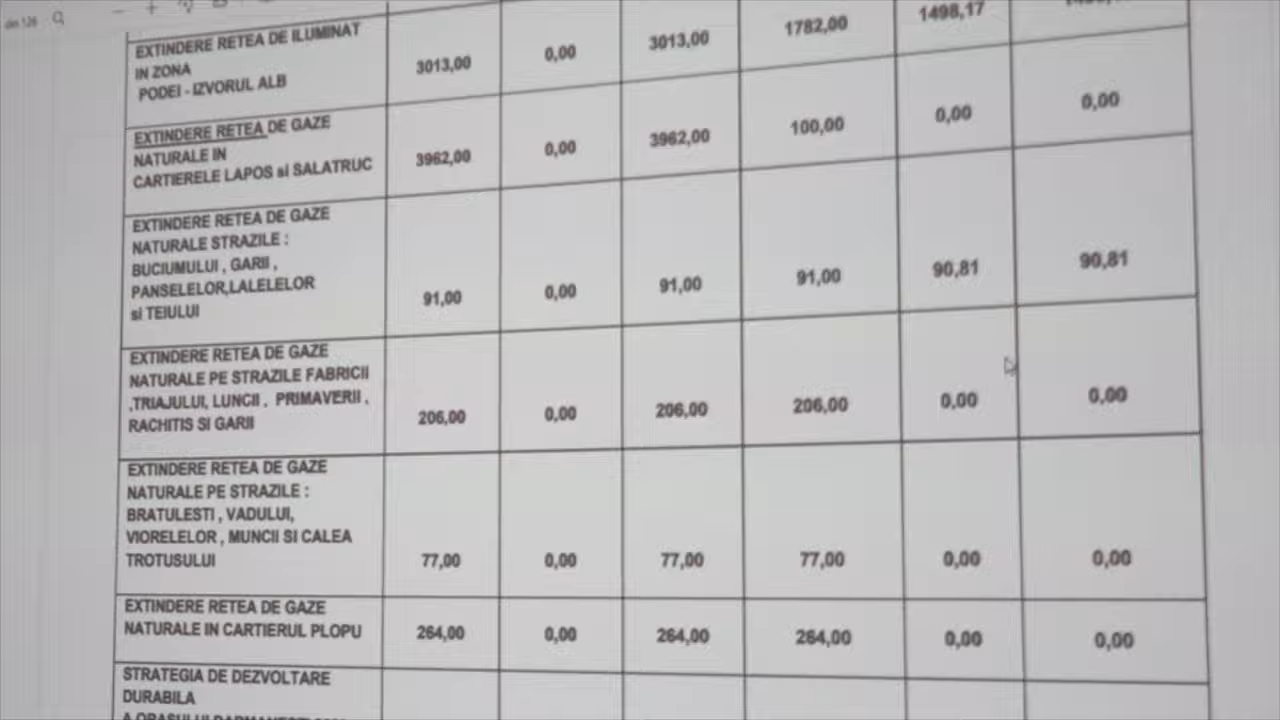 din 126
EXTINDERE RETEA DE ILUMINAT
IN ZONA
PODEI - IZVORUL ALB
3013,00 0,00 3013,00 1782,00 1498,17
EXTINDERE RETEA DE GAZE
NATURALE IN
CARTIERELE LAPOS si SALATRUC
3962,00 0,00 3962,00 100,00 0,00 0,00
EXTINDERE RETEA DE GAZE
NATURALE STRAZILE :
BUCIUMULUI , GARII ,
PANSELELOR,LALELELOR
si TEIULUI
91,00 0,00 91,00 91,00 90,81 90,81
EXTINDERE RETEA DE GAZE
NATURALE PE STRAZILE FABRICII
,TRIAJULUI, LUNCII , PRIMAVERII ,
RACHITIS SI GARII
206,00 0,00 206,00 206,00 0,00 0,00
EXTINDERE RETEA DE GAZE
NATURALE PE STRAZILE :
BRATULESTI , VADULUI,
VIORELELOR , MUNCII SI CALEA
TROTUSULUI
77,00 0,00 77,00 77,00 0,00 0,00
EXTINDERE RETEA DE GAZE
NATURALE IN CARTIERUL PLOPU
264,00 0,00 264,00 264,00 0,00 0,00
STRATEGIA DE DEZVOLTARE
DURABILA